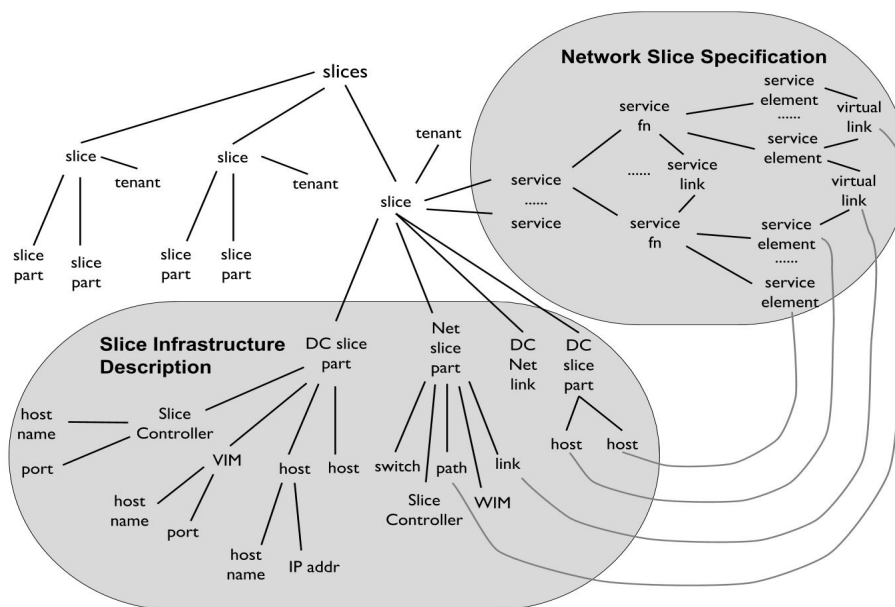 Network Slice Specification
slices
service
element
......
service
element
virtual
link
service
fn
tenant
slice
tenant
slice
tenant
......
service
link
virtual
link
service
......
service
slice
service
fn
service
element
......
service
element
slice
part
slice
part
slice
part
slice
part
Slice Infrastructure
Description
DC slice
part
Net
slice
part
DC
Net
link
DC
slice
part
host
name
port
Slice
Controller
VIM
host
host
switch
path
link
host
host
host
name
port
Slice
Controller
WIM
host
name
IP addr